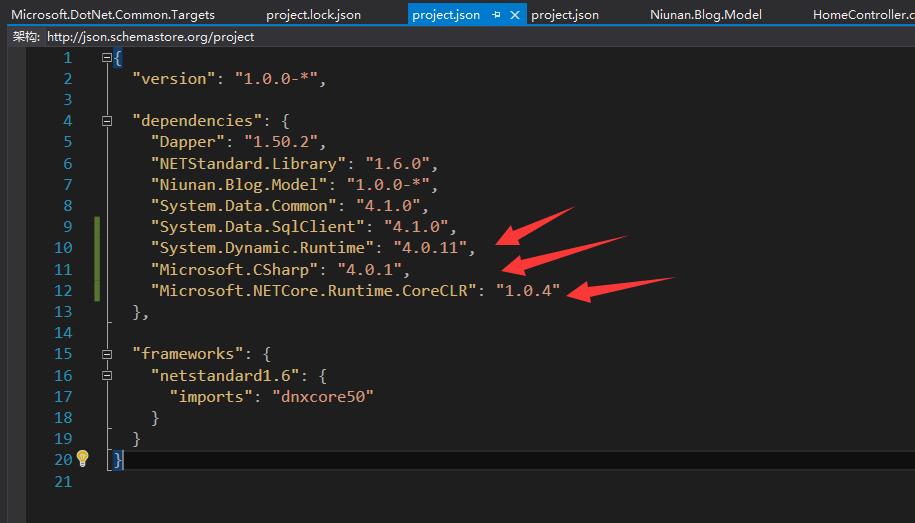 Microsoft.DotNet.Common.Targets project.lock.json project.json project.json Niunan.Blog.Model HomeController.c
架构: http://json.schemastore.org/project
1 {
2 "version": "1.0.0-*",
3
4 "dependencies": {
5 "Dapper": "1.50.2",
6 "NETStandard.Library": "1.6.0",
7 "Niunan.Blog.Model": "1.0.0-*",
8 "System.Data.Common": "4.1.0",
9 "System.Data.SqlClient": "4.1.0",
10 "System.Dynamic.Runtime": "4.0.11",
11 "Microsoft.CSharp": "4.0.1",
12 "Microsoft.NETCore.Runtime.CoreCLR": "1.0.4"
13 },
14
15 "frameworks": {
16 "netstandard1.6": {
17 "imports": "dnxcore50"
18 }
19 }
20 }
21